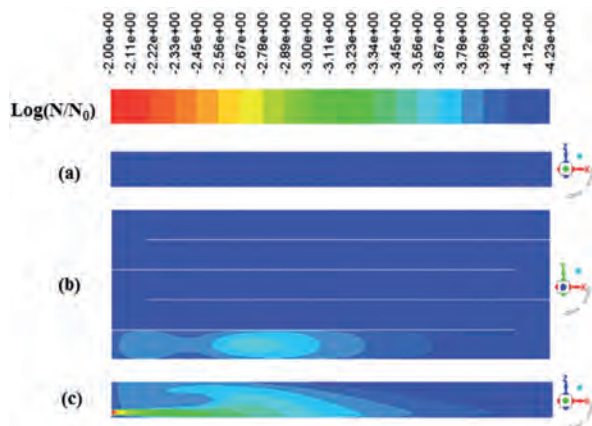 -2.00e+00
-2.11e+00
-2.22e+00
-2.33e+00
-2.45e+00
-2.56e+00
-2.67e+00
-2.78e+00
-2.89e+00
-3.00e+00
-3.11e+00
-3.23e+00
-3.34e+00
-3.45e+00
-3.56e+00
-3.67e+00
-3.78e+00
-3.89e+00
-4.00e+00
-4.12e+00
-4.23e+00
Log(N/N₀)
(a)
(b)
(c)